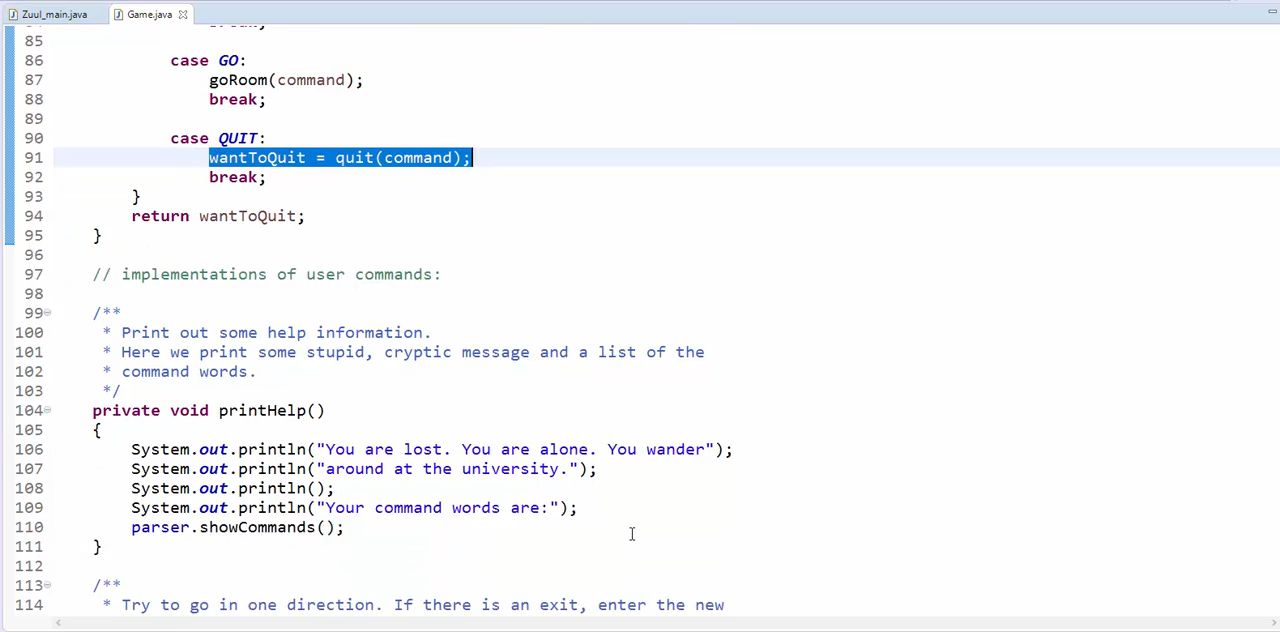 Zuul_main.java Game.java
85
86 case GO:
87 goRoom(command);
88 break;
89
90 case QUIT:
91 wantToQuit = quit(command);
92 break;
93 }
94 return wantToQuit;
95 }
96
97 // implementations of user commands:
98
99 /**
100 * Print out some help information.
101 * Here we print some stupid, cryptic message and a list of the
102 * command words.
103 */
104 private void printHelp()
105 {
106 System.out.println("You are lost. You are alone. You wander");
107 System.out.println("around at the university.");
108 System.out.println();
109 System.out.println("Your command words are:");
110 parser.showCommands();
111 }
112
113 /**
114 * Try to go in one direction. If there is an exit, enter the new